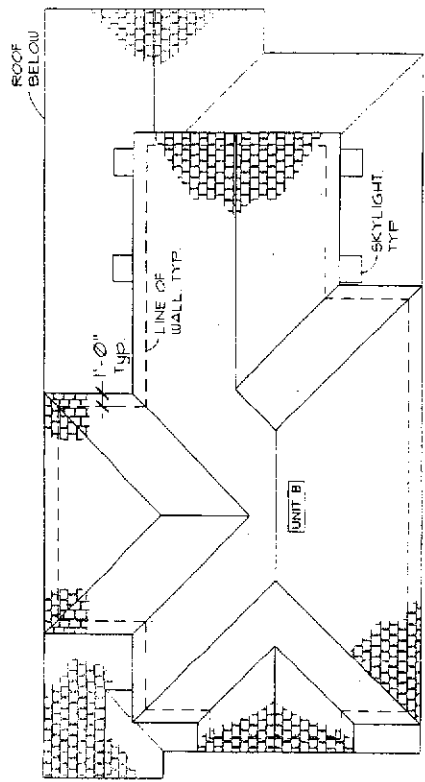 ROOF
BELOW
1'-0"
TYP.
LINE OF
WALL, TYP.
SKYLIGHT,
TYP
UNIT B